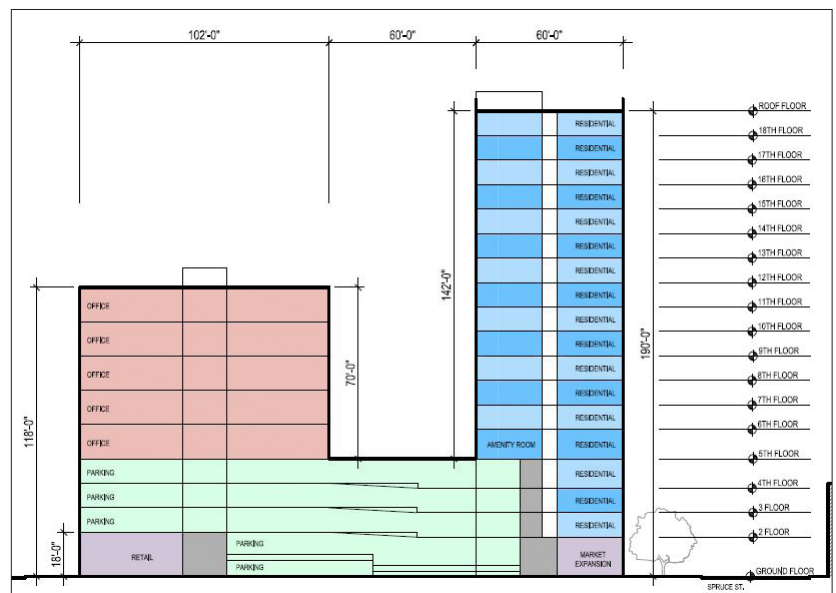 102'-0"
60'-0"
60'-0"
ROOF FLOOR
RESIDENTIAL
18TH FLOOR
RESIDENTIAL
17TH FLOOR
RESIDENTIAL
16TH FLOOR
RESIDENTIAL
15TH FLOOR
RESIDENTIAL
14TH FLOOR
RESIDENTIAL
13TH FLOOR
RESIDENTIAL
12TH FLOOR
142'-0"
RESIDENTIAL
11TH FLOOR
OFFICE
RESIDENTIAL
10TH FLOOR
190'-0"
OFFICE
RESIDENTIAL
9TH FLOOR
RESIDENTIAL
8TH FLOOR
OFFICE
70'-0"
RESIDENTIAL
7TH FLOOR
OFFICE
RESIDENTIAL
6TH FLOOR
118'-0"
OFFICE
AMENITY ROOM
RESIDENTIAL
5TH FLOOR
PARKING
RESIDENTIAL
4TH FLOOR
PARKING
RESIDENTIAL
3 FLOOR
PARKING
RESIDENTIAL
2 FLOOR
18'-0"
RETAIL
PARKING
PARKING
MARKET
EXPANSION
GROUND FLOOR
SPRUCE ST.